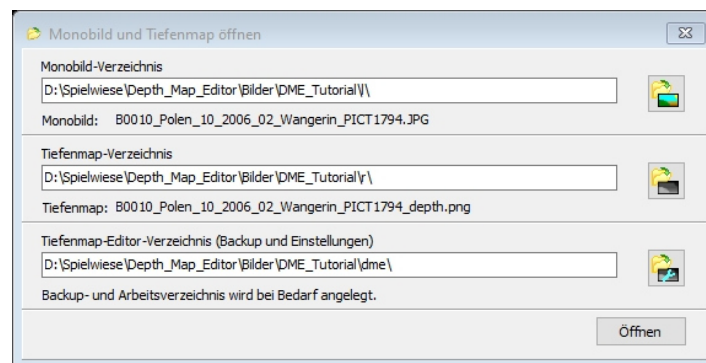 Monobild und Tiefenmap öffnen
Monobild-Verzeichnis
D:\Spielwiese\Depth_Map_Editor\Bilder\DME_Tutorial\l\
Monobild: B0010_Polen_10_2006_02_Wangerin_PICT1794.JPG
Tiefenmap-Verzeichnis
D:\Spielwiese\Depth_Map_Editor\Bilder\DME_Tutorial\r\
Tiefenmap: B0010_Polen_10_2006_02_Wangerin_PICT1794_depth.png
Tiefenmap-Editor-Verzeichnis (Backup und Einstellungen)
D:\Spielwiese\Depth_Map_Editor\Bilder\DME_Tutorial\dme\
Backup- und Arbeitsverzeichnis wird bei Bedarf angelegt.
Öffnen